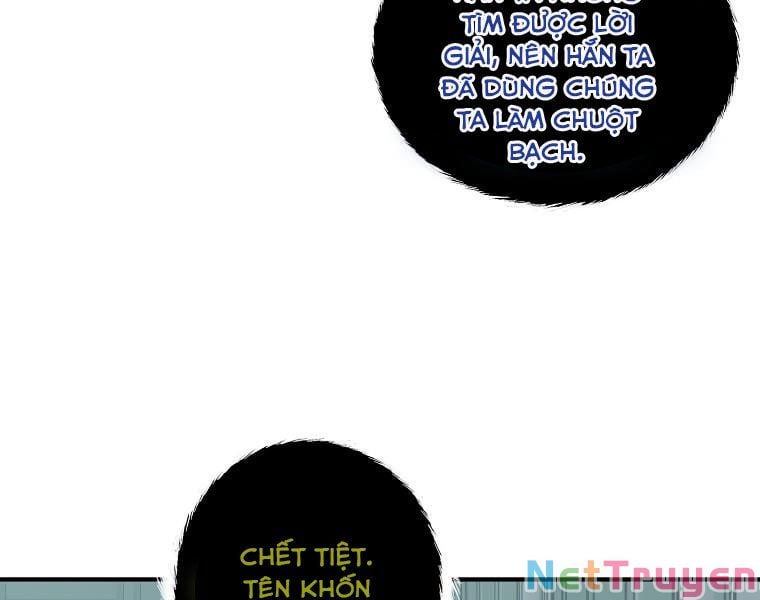 TÌM ĐƯỢC LỜI
GIẢI, NÊN HẮN TA
ĐÃ DÙNG CHÚNG
TA LÀM CHUỘT
BẠCH.
CHẾT TIỆT.
TÊN KHỐN
NetTruyen